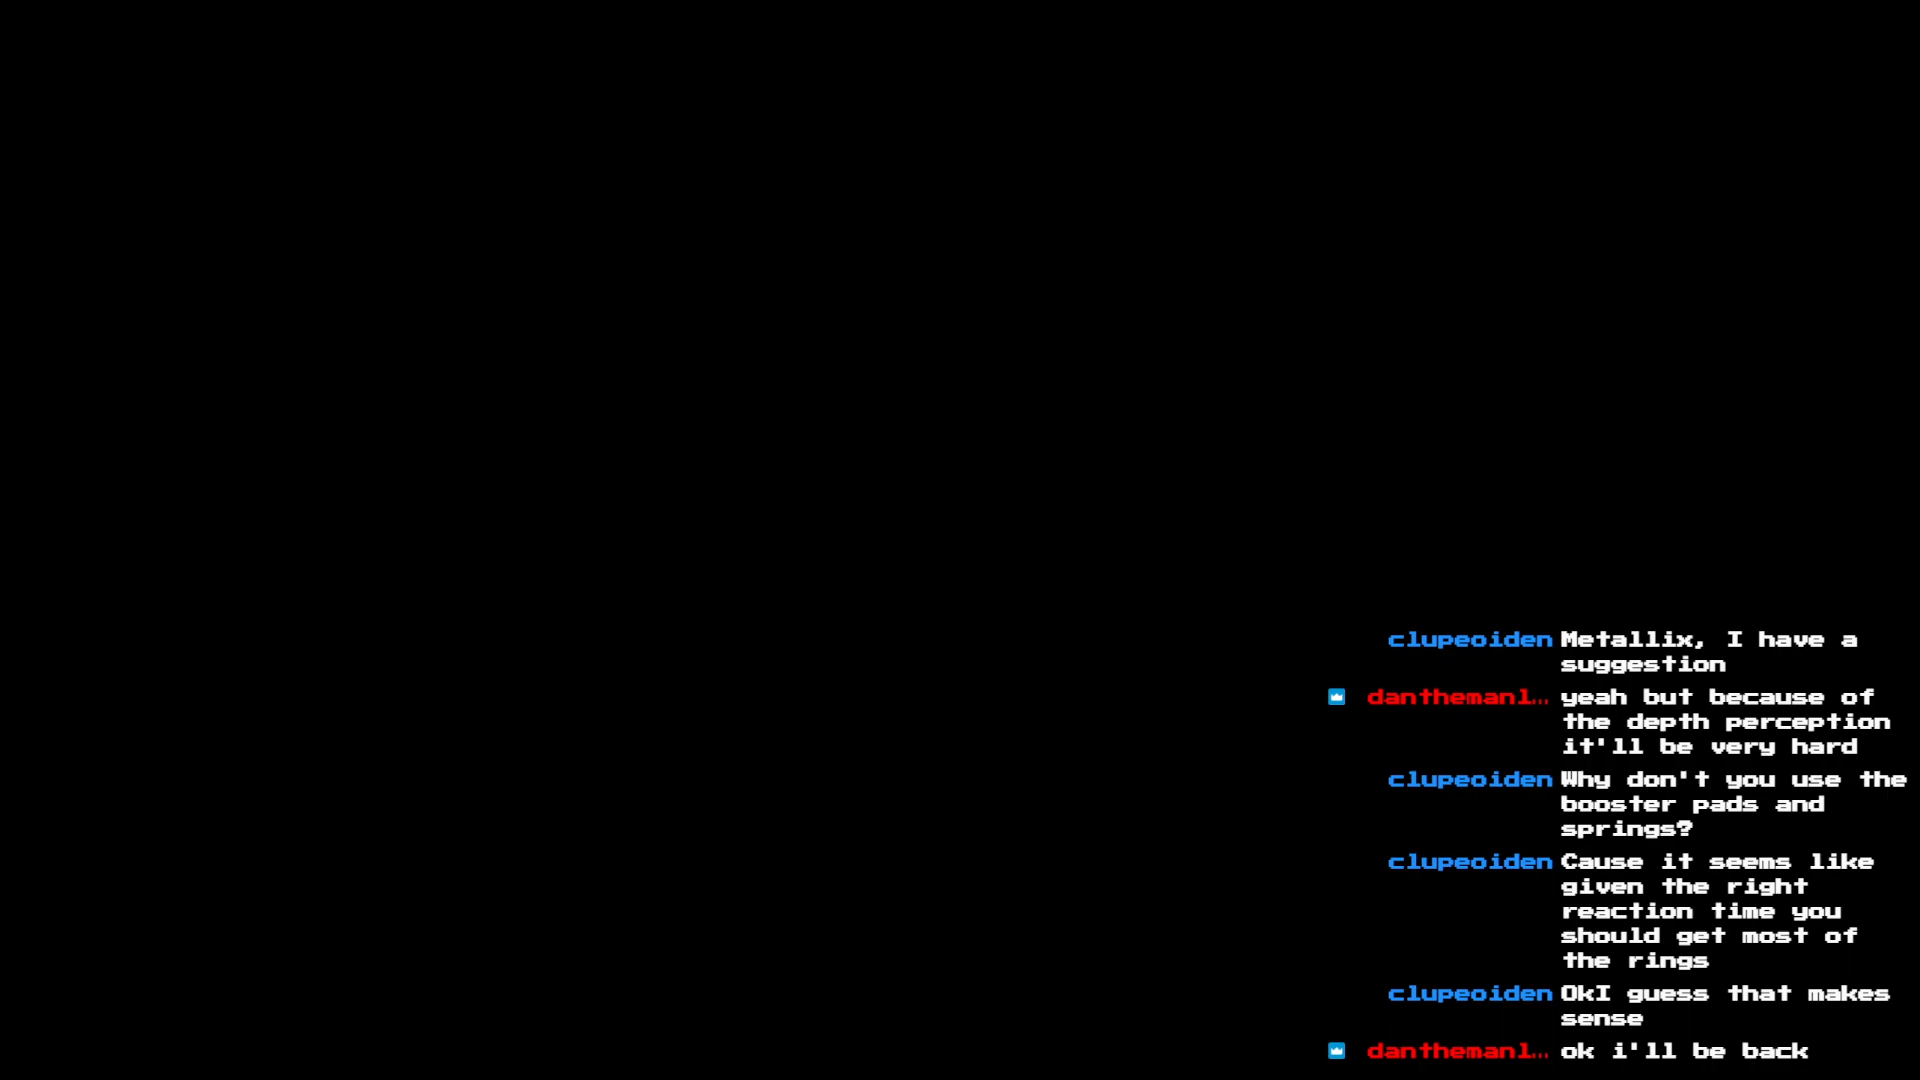 clupeoiden Metallix, I have a
suggestion
danthemanl… yeah but because of
the depth perception
it'll be very hard
clupeoiden Why don't you use the
booster pads and
springs?
clupeoiden Cause it seems like
given the right
reaction time you
should get most of
the rings
clupeoiden OkI guess that makes
sense
danthemanl… ok i'll be back